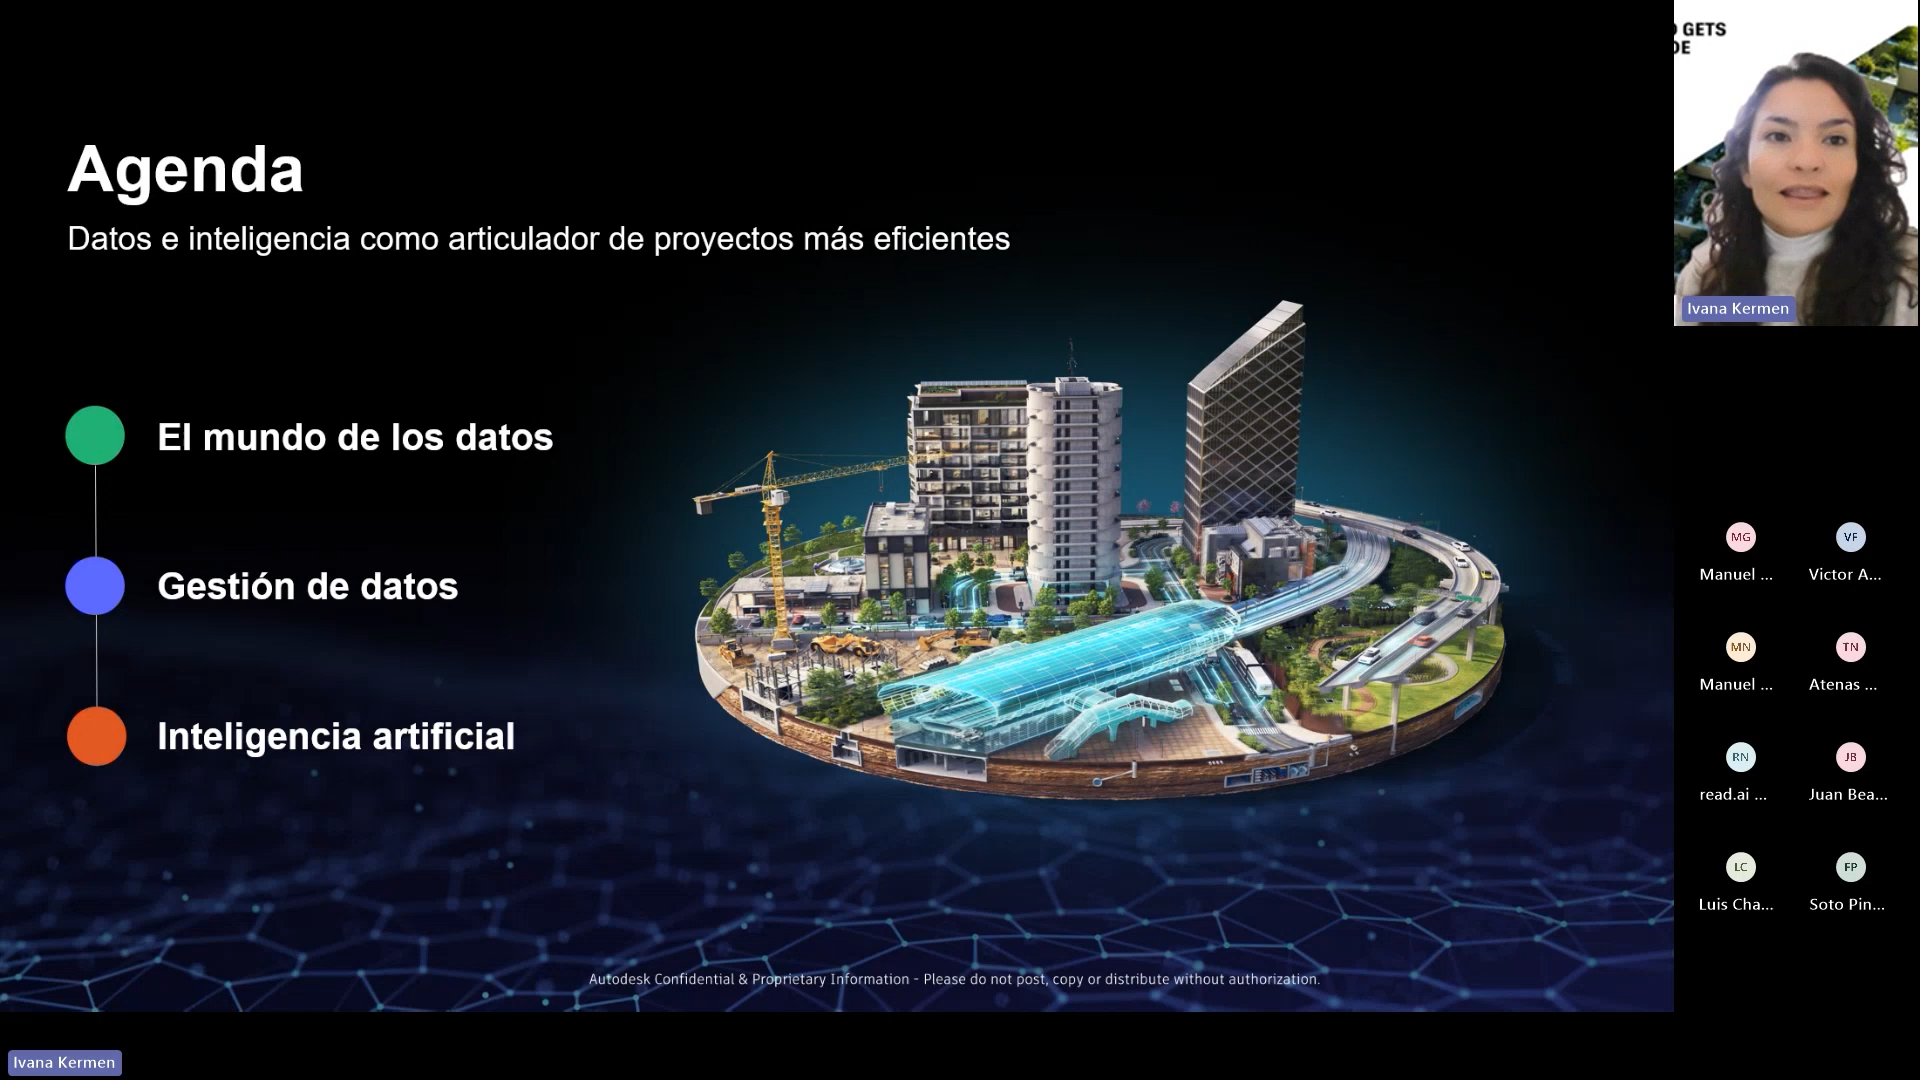 Agenda
Datos e inteligencia como articulador de proyectos más eficientes
El mundo de los datos
Gestión de datos
Inteligencia artificial
Autodesk Confidential & Proprietary Information - Please do not post, copy or distribute without authorization.
Ivana Kermen
GETS
DE
Ivana Kermen
MG
VF
Manuel ...
Victor A...
MN
TN
Manuel ...
Atenas ...
RN
JB
read.ai ...
Juan Bea...
LC
FP
Luis Cha...
Soto Pin...